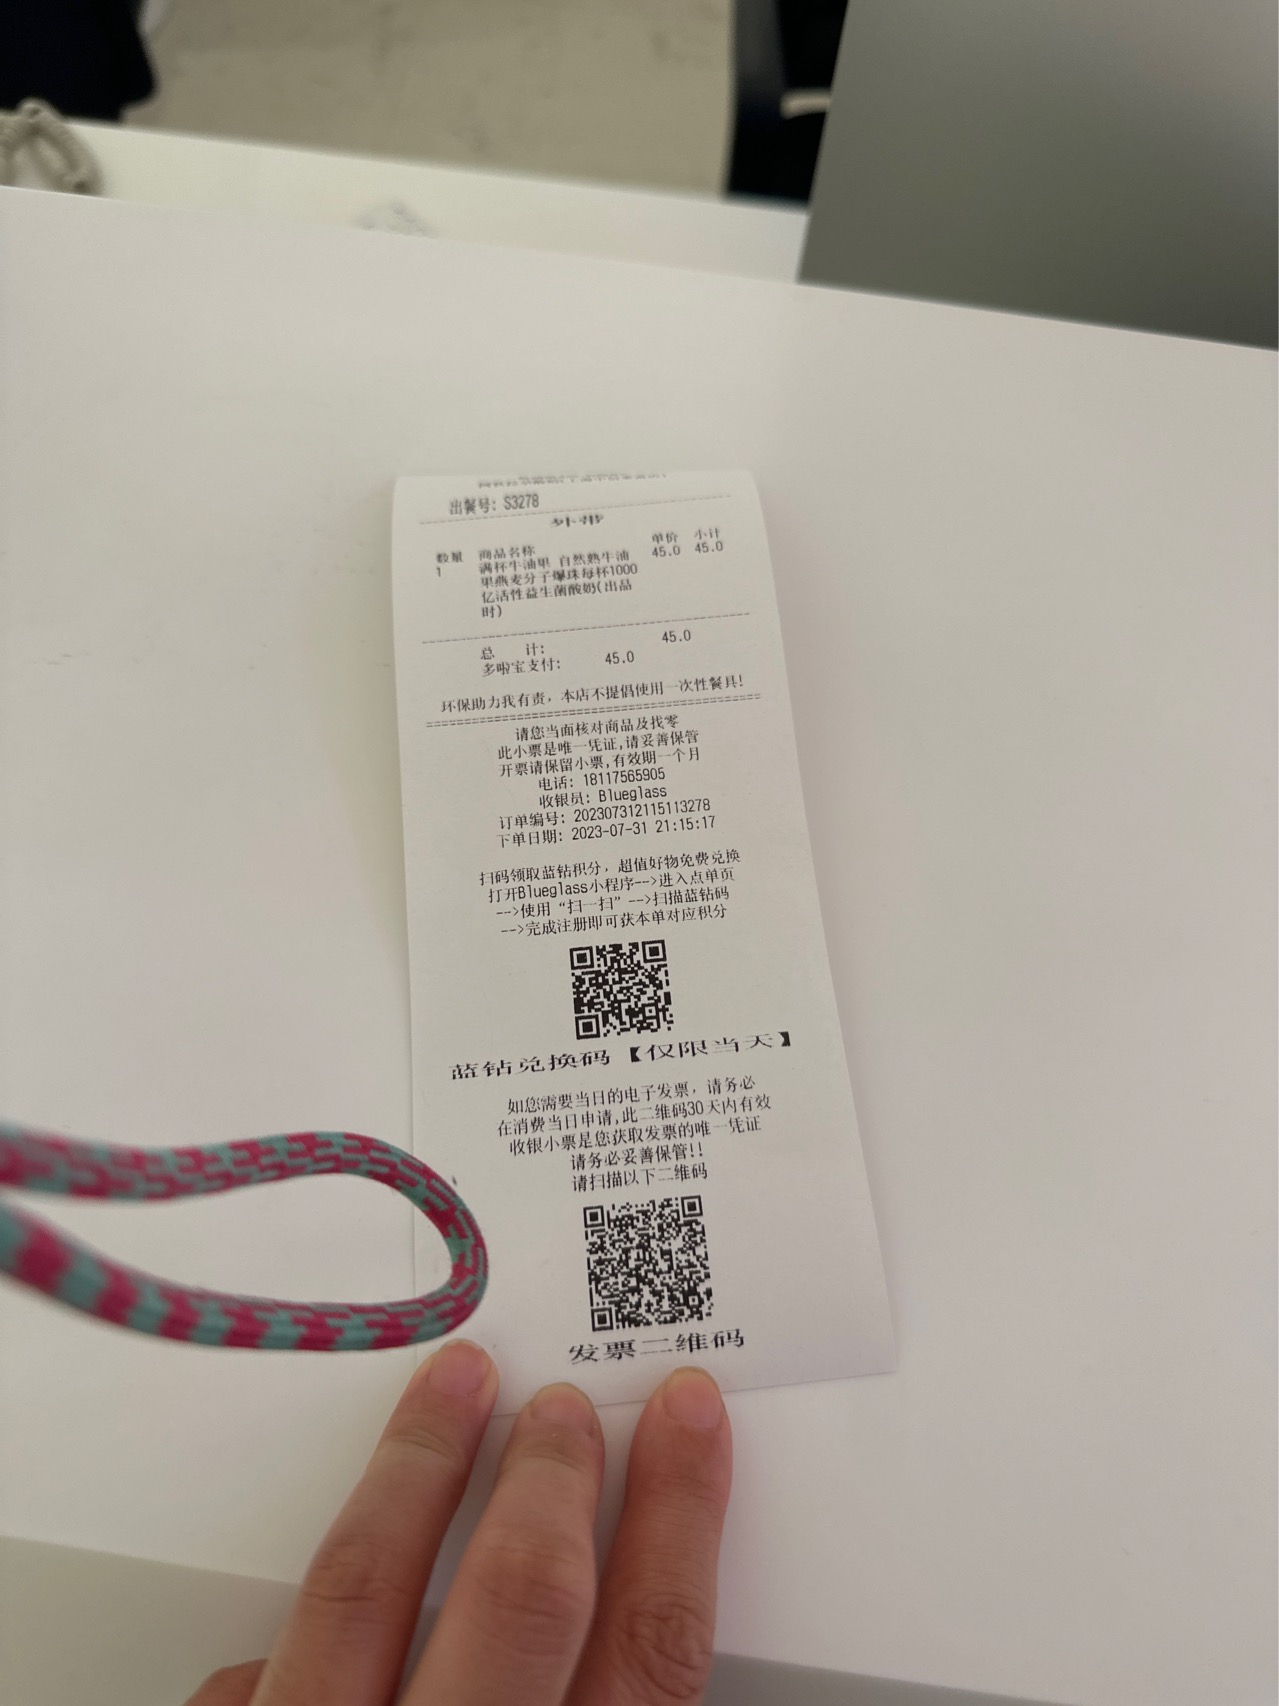 出餐号: S3278
外带
数量 商品名称 单价 小计
1 满杯牛油果 自然熟牛油 45.0 45.0
果燕麦分子爆珠每杯1000
亿活性益生菌酸奶(出品
时)
总 计: 45.0
多啦宝支付: 45.0
环保助力我有责，本店不提倡使用一次性餐具!
请您当面核对商品及找零
此小票是唯一凭证,请妥善保管
开票请保留小票,有效期一个月
电话: 18117565905
收银员: Blueglass
订单编号: 202307312115113278
下单日期: 2023-07-31 21:15:17
扫码领取蓝钻积分，超值好物免费兑换
打开Blueglass小程序-->进入点单页
-->使用“扫一扫”-->扫描蓝钻码
-->完成注册即可获本单对应积分
蓝钻兑换码【仅限当天】
如您需要当日的电子发票，请务必
在消费当日申请,此二维码30天内有效
收银小票是您获取发票的唯一凭证
请务必妥善保管!!
请扫描以下二维码
发票二维码